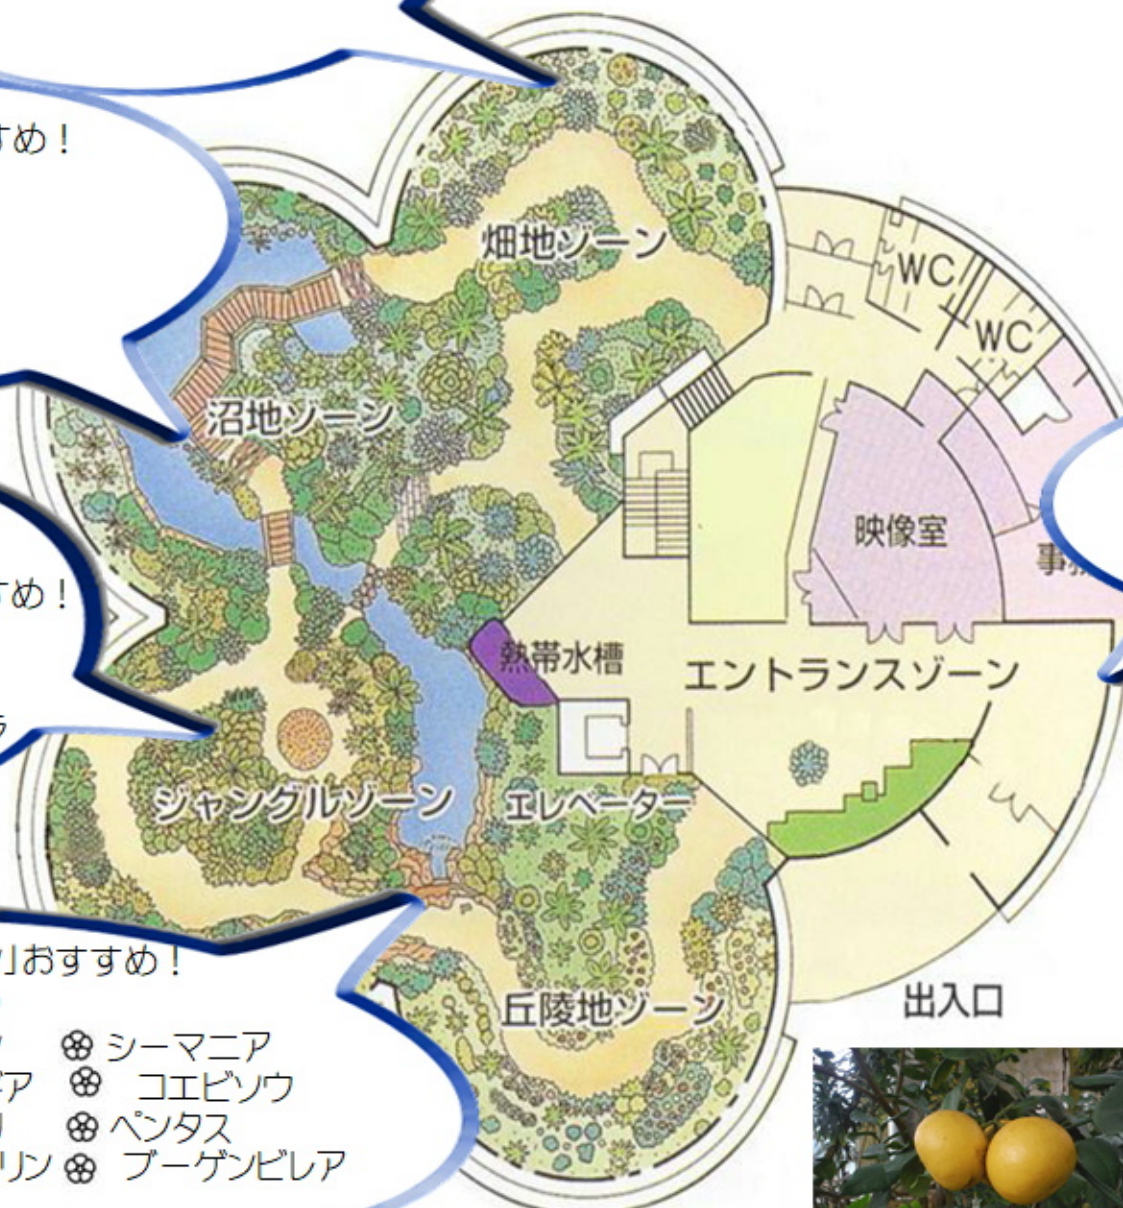 すめ！
畑地ゾーン
WC
WC
沼地ゾーン
映像室
事務
すめ！
熱帯水槽
エントランスゾーン
ジャングルゾーン
エレベーター
おすすめ！
丘陵地ゾーン
出入口
シーマニア
コエビソウ
ペンタス
リン
ブーゲンビレア